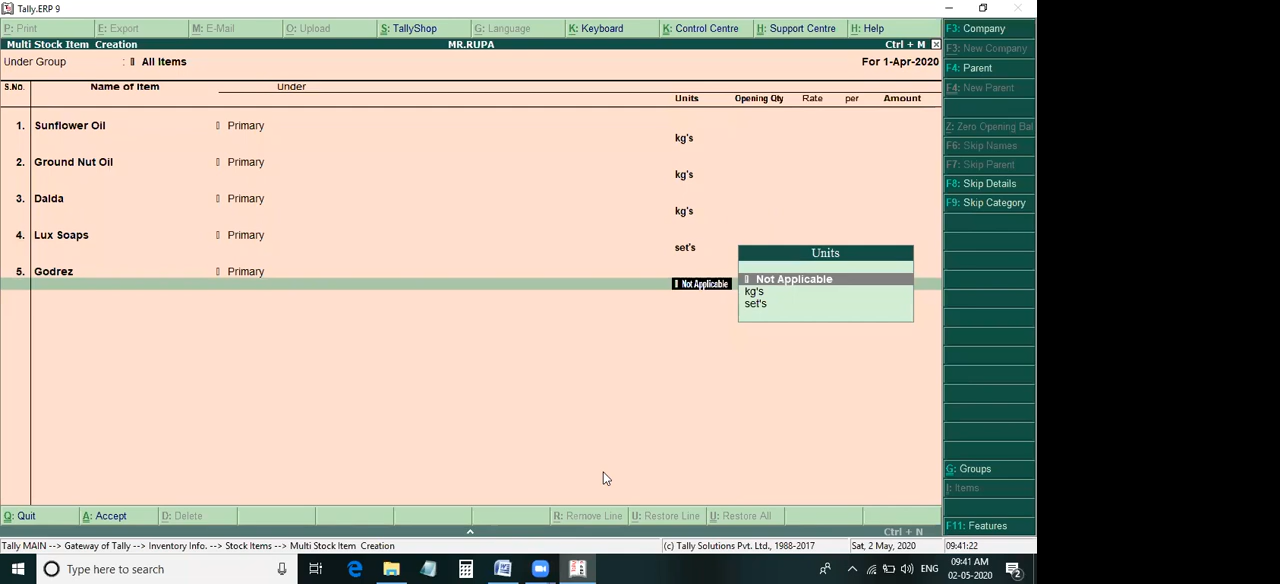 Tally.ERP 9
P: Print E: Export M: E-Mail O: Upload S: TallyShop G: Language K: Keyboard K: Control Centre H: Support Centre H: Help F3: Company
Multi Stock Item Creation MR.RUPA Ctrl + M F3: New Company
Under Group : All Items For 1-Apr-2020 F4: Parent
S.No. Name of Item Under F4: New Parent
Units Opening Qty Rate per Amount
1. Sunflower Oil Primary Z: Zero Opening Bal
kg's F6: Skip Names
2. Ground Nut Oil Primary F7: Skip Parent
kg's F8: Skip Details
3. Dalda Primary F9: Skip Category
kg's
4. Lux Soaps Primary
set's Units
5. Godrez Primary
Not Applicable Not Applicable
kg's
set's
G: Groups
I: Items
Q: Quit A: Accept D: Delete R: Remove Line U: Restore Line U: Restore All
Ctrl + N F11: Features
Tally MAIN --> Gateway of Tally --> Inventory Info. --> Stock Items --> Multi Stock Item Creation (c) Tally Solutions Pvt. Ltd., 1988-2017 Sat, 2 May, 2020 09:41:22
Type here to search ENG 09:41 AM
02-05-2020 2